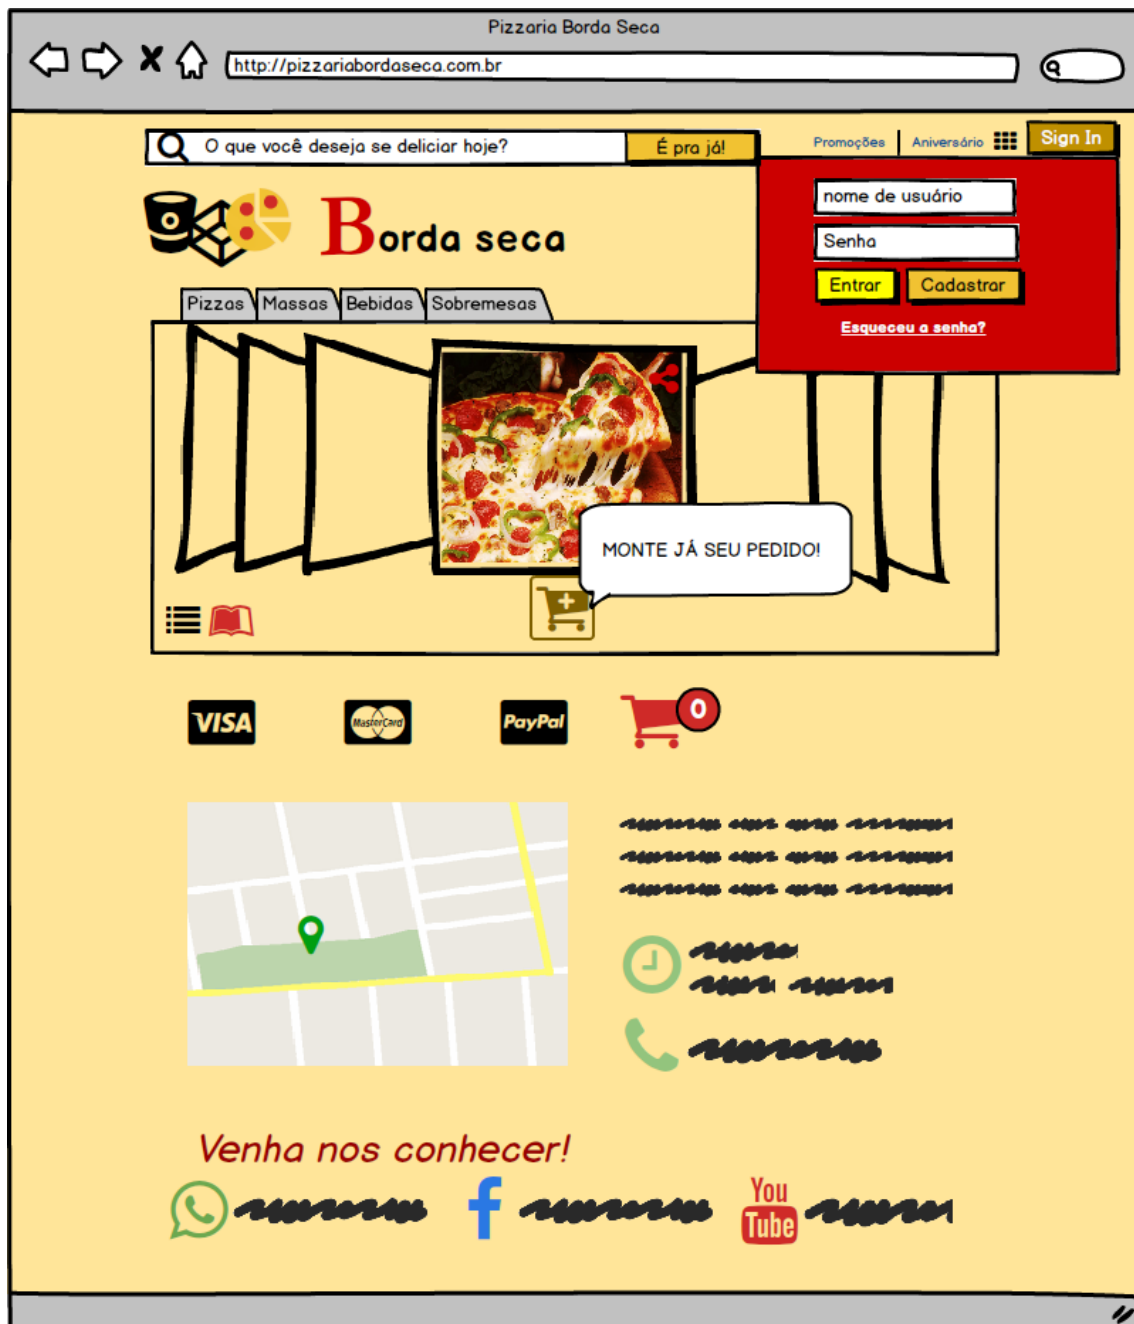 Pizzaria Borda Seca
http://pizzariabordaseca.com.br
O que você deseja se deliciar hoje?
É pra já!
Promoções
Aniversário
Sign In
nome de usuário
Senha
Entrar
Cadastrar
Esqueceu a senha?
Borda seca
Pizzas
Massas
Bebidas
Sobremesas
MONTE JÁ SEU PEDIDO!
VISA
MasterCard
PayPal
0
Venha nos conhecer!
You
Tube